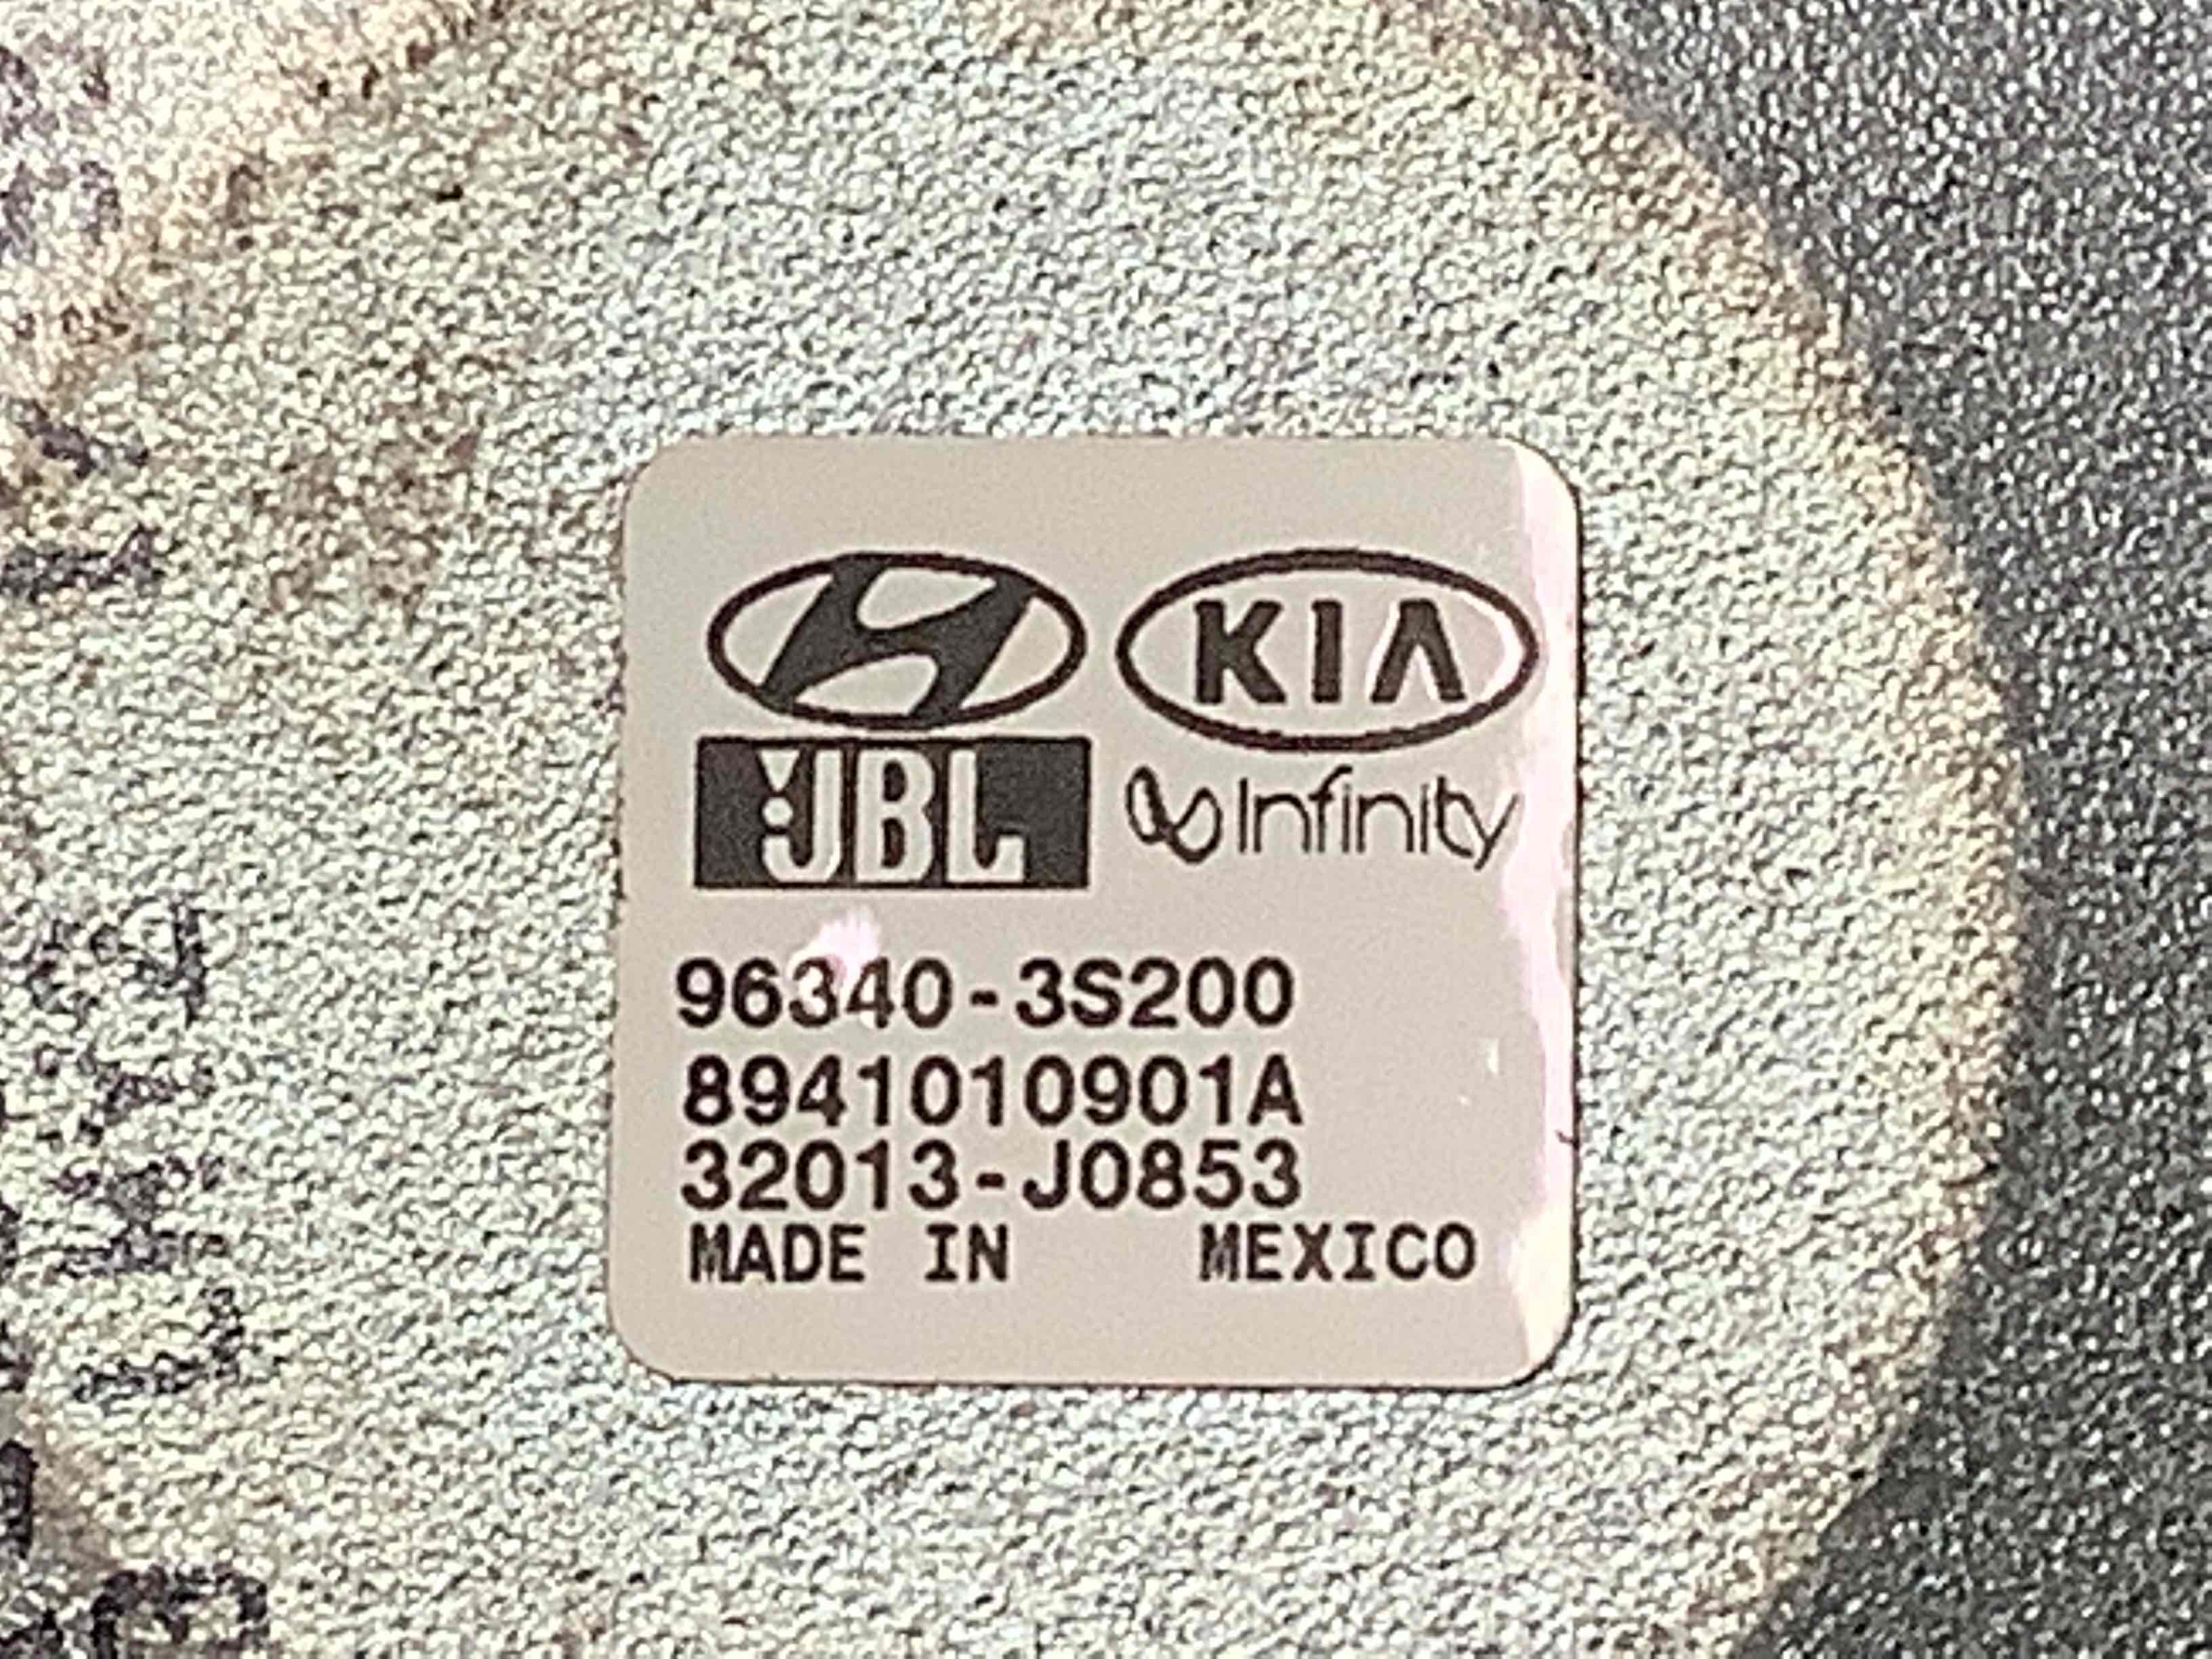 KIA
JBL Infinity
96340-3S200
8941010901A
32013-J0853
MADE IN MEXICO